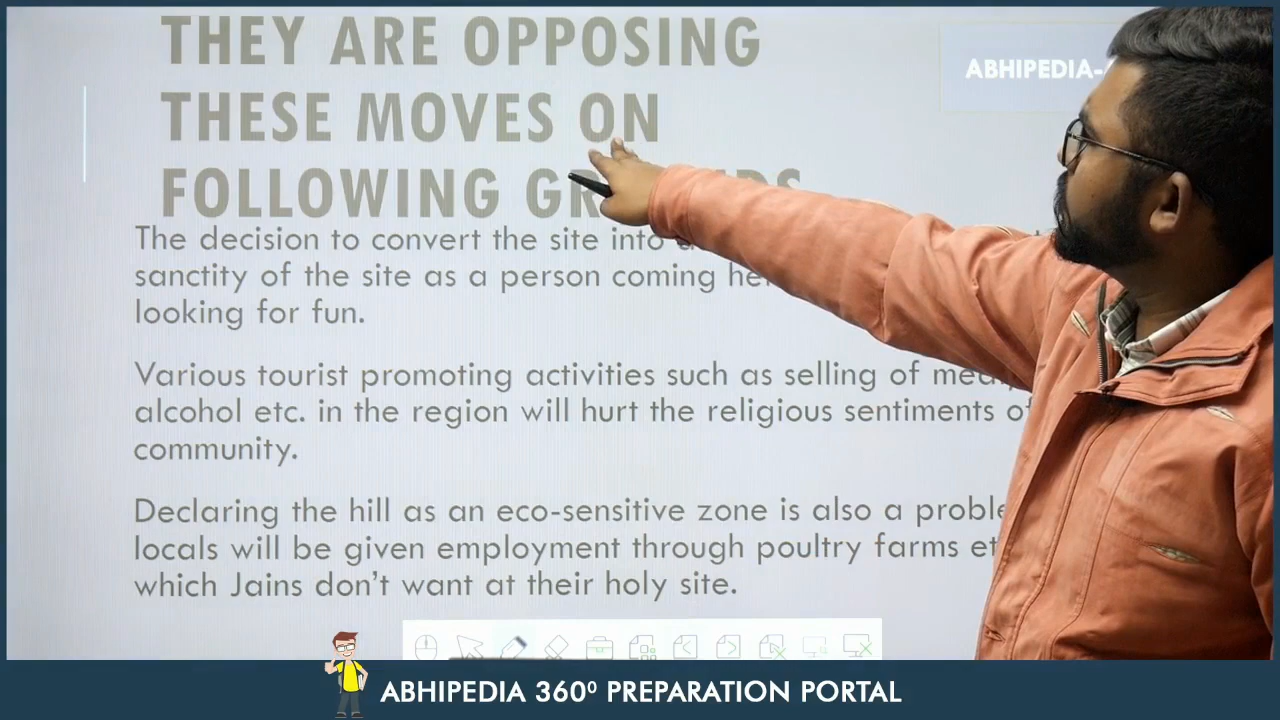 THEY ARE OPPOSING
THESE MOVES ON
FOLLOWING
ABHIPEDIA-
The decision to convert the site into
sanctity of the site as a person coming
looking for fun.
Various tourist promoting activities such as selling of
alcohol etc. in the region will hurt the religious sentiments of
community.
Declaring the hill as an eco-sensitive zone is also a
locals will be given employment through poultry farms
which Jains don't want at their holy site.
ABHIPEDIA 360⁰ PREPARATION PORTAL